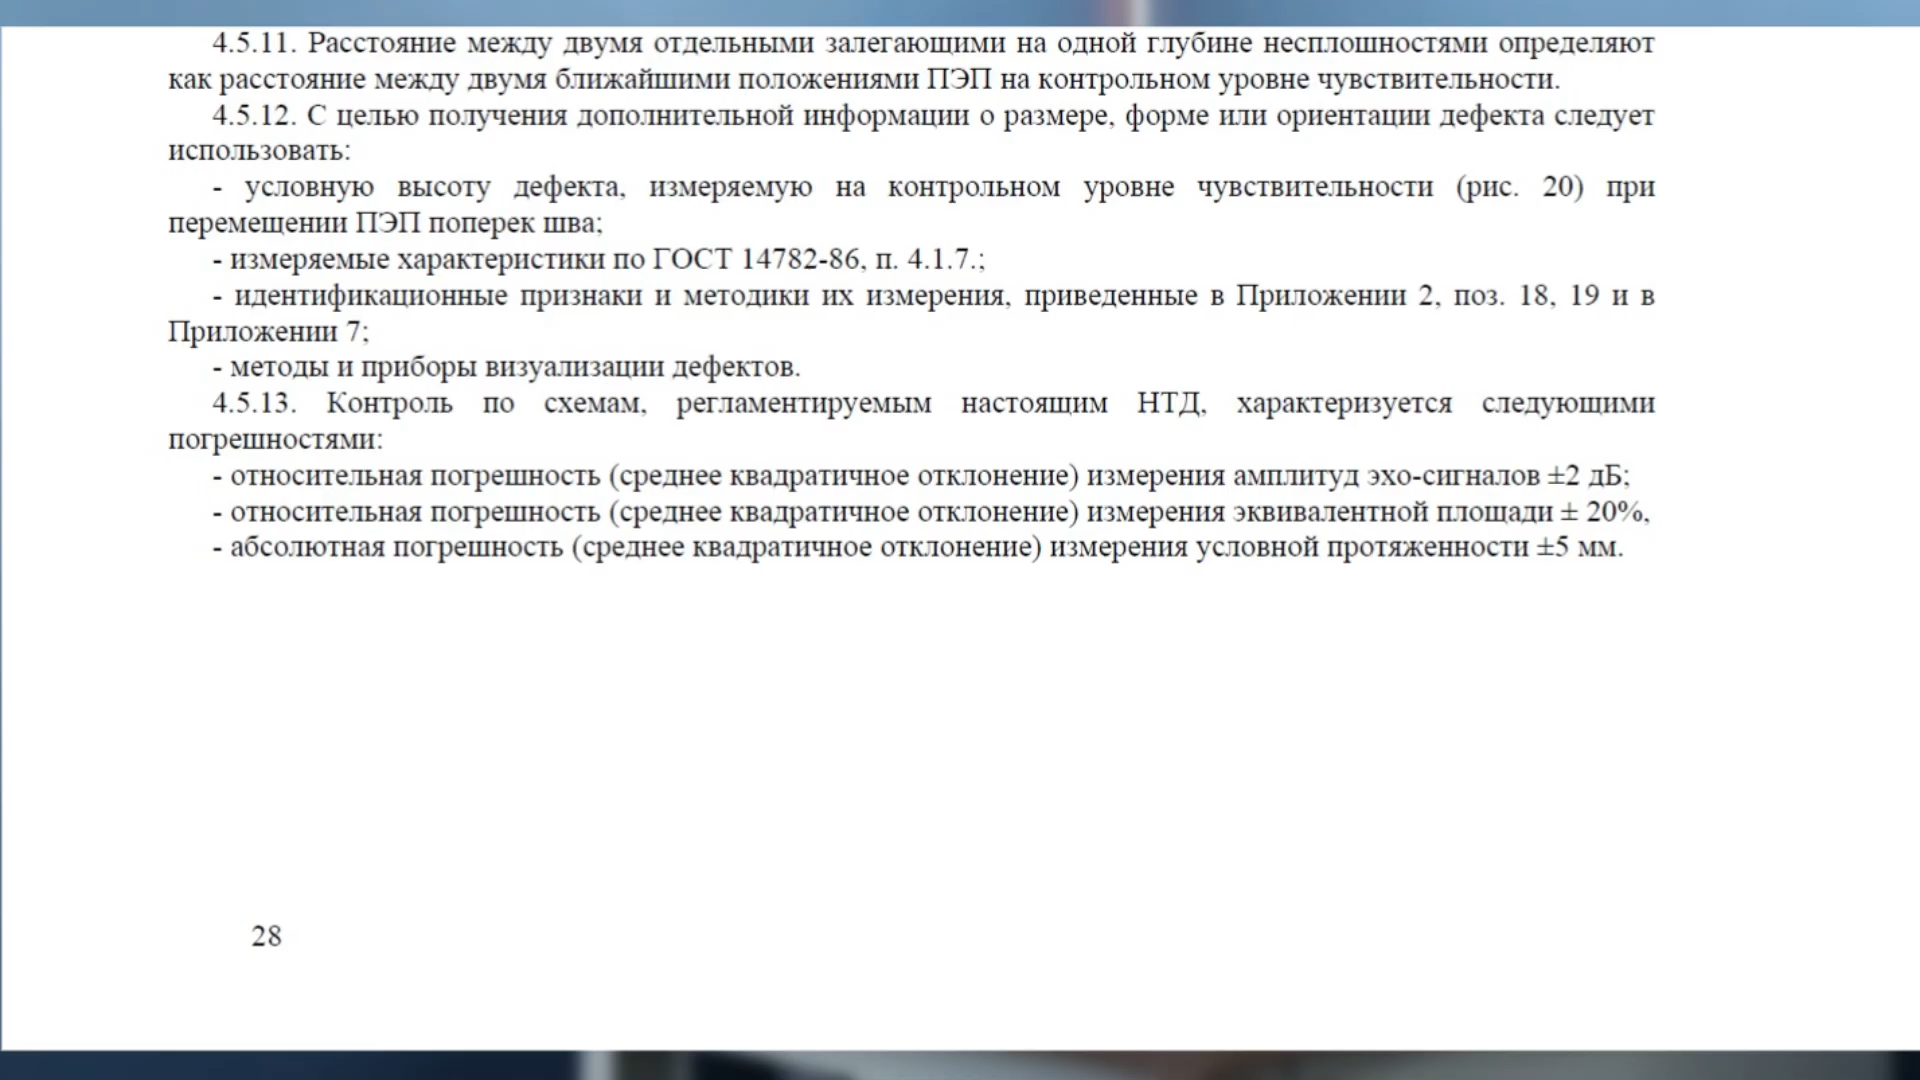 4.5.11. Расстояние между двумя отдельными залегающими на одной глубине несплошностями определяют
как расстояние между двумя ближайшими положениями ПЭП на контрольном уровне чувствительности.
4.5.12. С целью получения дополнительной информации о размере, форме или ориентации дефекта следует
использовать:
- условную высоту дефекта, измеряемую на контрольном уровне чувствительности (рис. 20) при
перемещении ПЭП поперек шва;
- измеряемые характеристики по ГОСТ 14782-86, п. 4.1.7.;
- идентификационные признаки и методики их измерения, приведенные в Приложении 2, поз. 18, 19 и в
Приложении 7;
- методы и приборы визуализации дефектов.
4.5.13. Контроль по схемам, регламентируемым настоящим НТД, характеризуется следующими
погрешностями:
- относительная погрешность (среднее квадратичное отклонение) измерения амплитуд эхо-сигналов ±2 дБ;
- относительная погрешность (среднее квадратичное отклонение) измерения эквивалентной площади ± 20%,
- абсолютная погрешность (среднее квадратичное отклонение) измерения условной протяженности ±5 мм.
28